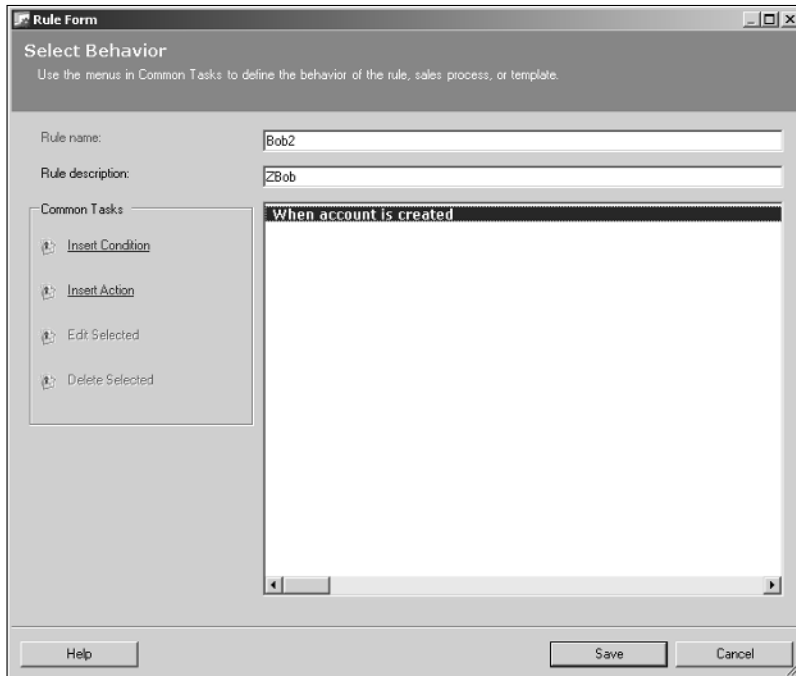 Rule Form
Select Behavior
Use the menus in Common Tasks to define the behavior of the rule, sales process, or template.
Rule name:
Bob2
Rule description:
ZBob
Common Tasks
When account is created
Insert Condition
Insert Action
Edit Selected
Delete Selected
Help
Save
Cancel